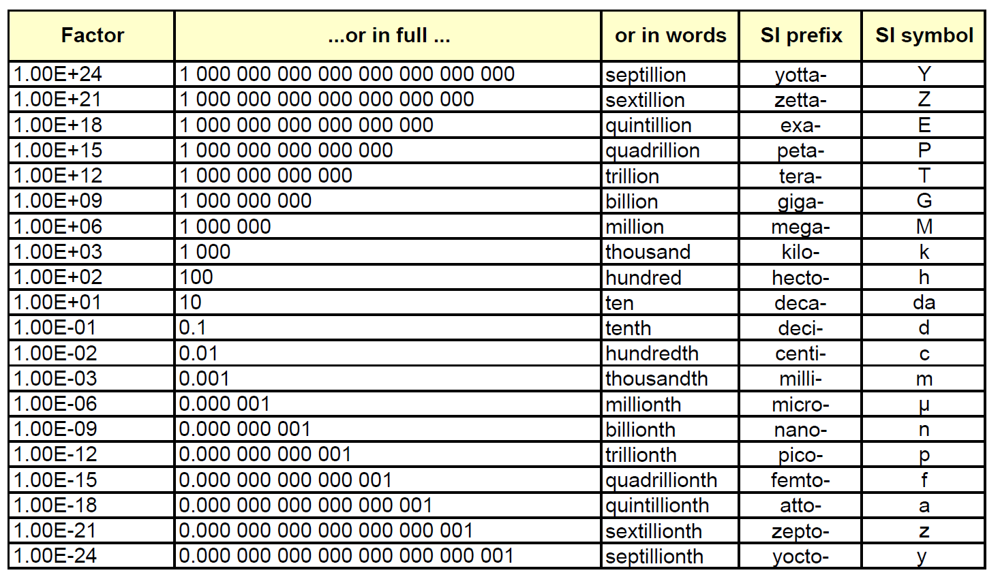 Factor ...or in full ... or in words SI prefix SI symbol
1.00E+24 1 000 000 000 000 000 000 000 000 septillion yotta- Y
1.00E+21 1 000 000 000 000 000 000 000 sextillion zetta- Z
1.00E+18 1 000 000 000 000 000 000 quintillion exa- E
1.00E+15 1 000 000 000 000 000 quadrillion peta- P
1.00E+12 1 000 000 000 000 trillion tera- T
1.00E+09 1 000 000 000 billion giga- G
1.00E+06 1 000 000 million mega- M
1.00E+03 1 000 thousand kilo- k
1.00E+02 100 hundred hecto- h
1.00E+01 10 ten deca- da
1.00E-01 0.1 tenth deci- d
1.00E-02 0.01 hundredth centi- c
1.00E-03 0.001 thousandth milli- m
1.00E-06 0.000 001 millionth micro- µ
1.00E-09 0.000 000 001 billionth nano- n
1.00E-12 0.000 000 000 001 trillionth pico- p
1.00E-15 0.000 000 000 000 001 quadrillionth femto- f
1.00E-18 0.000 000 000 000 000 001 quintillionth atto- a
1.00E-21 0.000 000 000 000 000 000 001 sextillionth zepto- z
1.00E-24 0.000 000 000 000 000 000 000 001 septillionth yocto- y